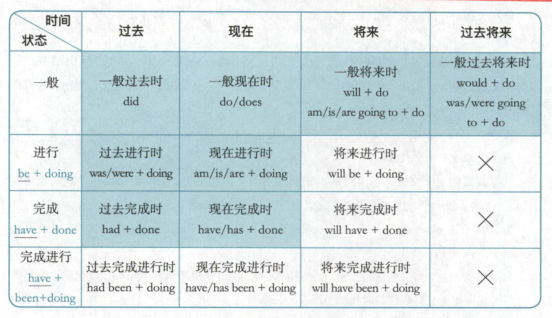 时间
状态
过去
现在
将来
过去将来
一般
一般过去时
did
一般现在时
do/does
一般将来时
will + do
am/is/are going to + do
一般过去将来时
would + do
was/were going
to + do
进行
be + doing
过去进行时
was/were + doing
现在进行时
am/is/are + doing
将来进行时
will be + doing
×
完成
have + done
过去完成时
had + done
现在完成时
have/has + done
将来完成时
will have + done
×
完成进行
have +
been+doing
过去完成进行时
had been + doing
现在完成进行时
have/has been + doing
将来完成进行时
will have been + doing
×